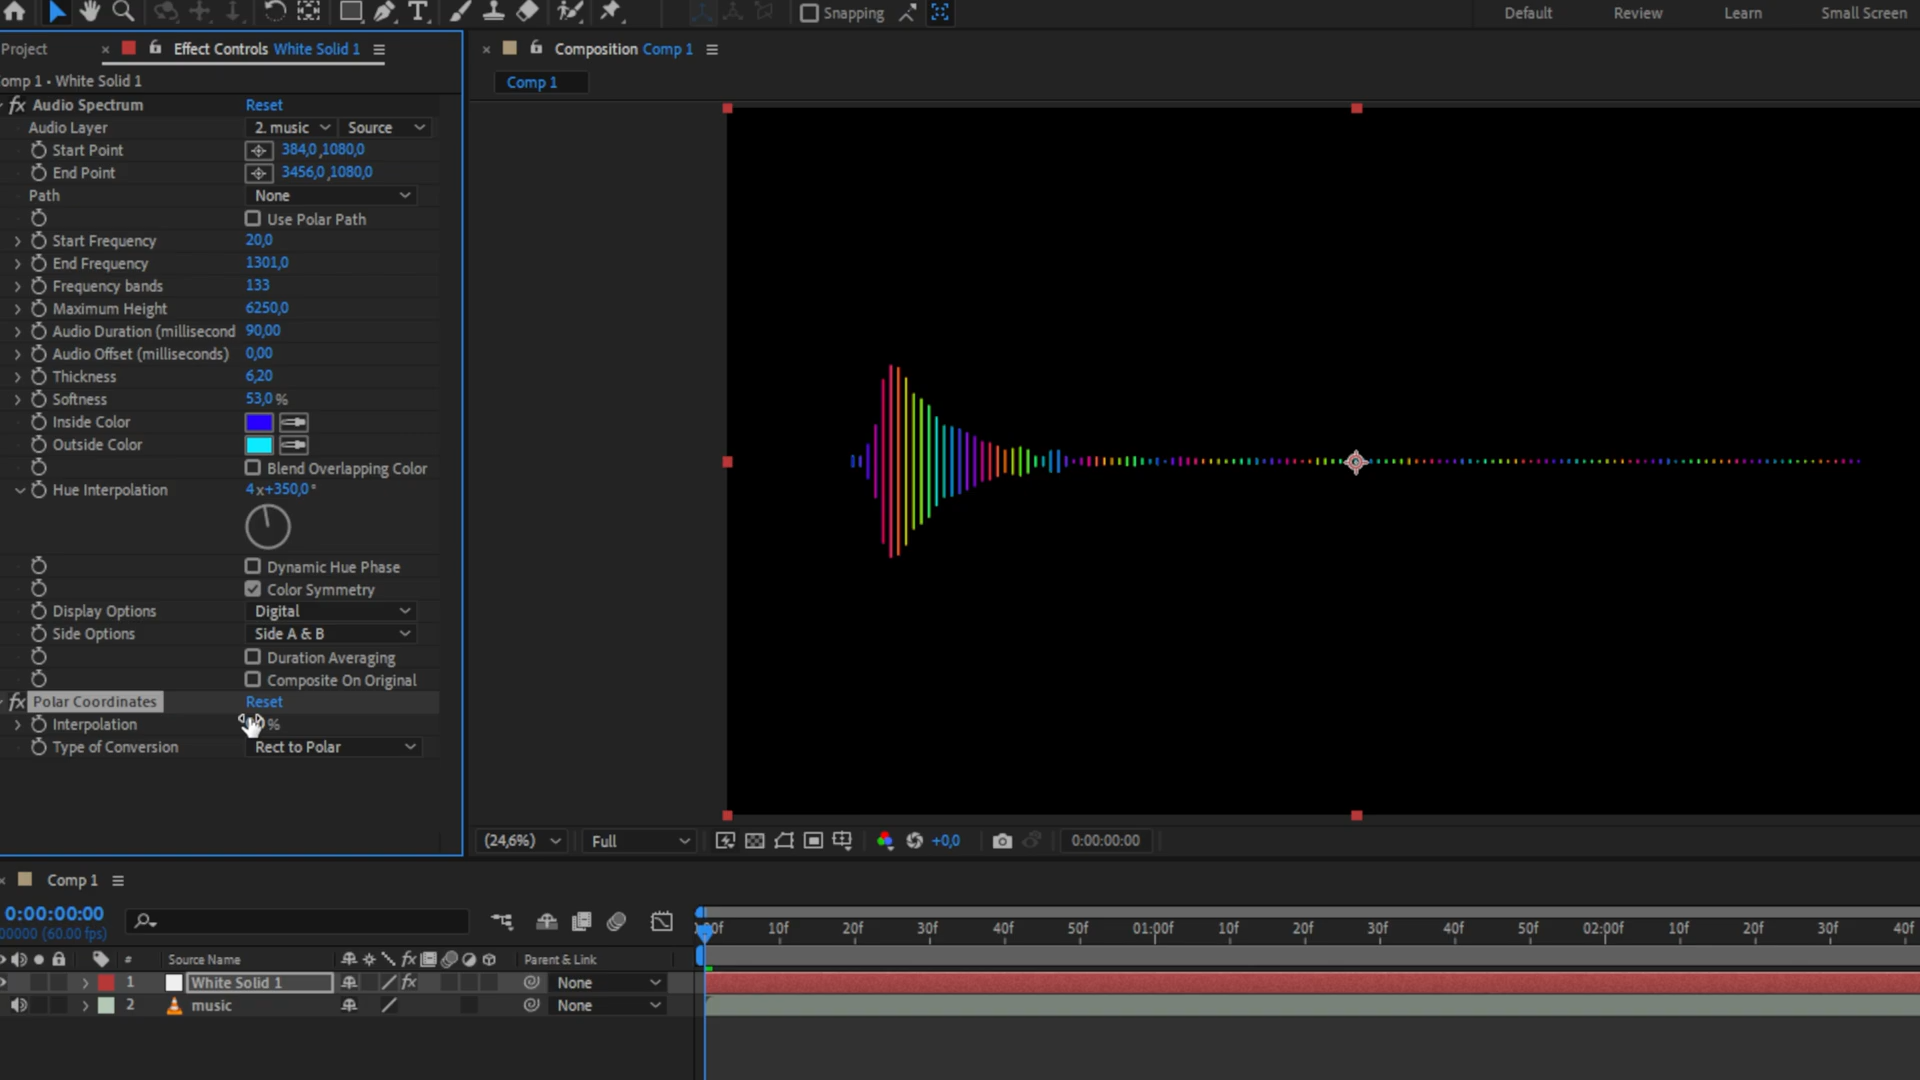 Snapping
Default
Review
Learn
Small Screen
Project
Effect Controls White Solid 1
omp 1 • White Solid 1
fx Audio Spectrum Reset
Audio Layer 2. music Source
Start Point 384,0 ,1080,0
End Point 3456,0 ,1080,0
Path None
Use Polar Path
Start Frequency 20,0
End Frequency 1301,0
Frequency bands 133
Maximum Height 6250,0
Audio Duration (millisecond 90,00
Audio Offset (milliseconds) 0,00
Thickness 6,20
Softness 53,0 %
Inside Color
Outside Color
Blend Overlapping Color
Hue Interpolation 4x+350,0°
Dynamic Hue Phase
Color Symmetry
Display Options Digital
Side Options Side A & B
Duration Averaging
Composite On Original
fx Polar Coordinates Reset
Interpolation %
Type of Conversion Rect to Polar
Composition Comp 1
Comp 1
(24,6%) Full +0,0 0:00:00:00
Comp 1
0:00:00:00
00000 (60.00 fps)
10f 20f 30f 40f 50f 01:00f 10f 20f 30f 40f 50f 02:00f 10f 20f 30f 40f
# Source Name fx Parent & Link
1 White Solid 1 fx None
2 music None